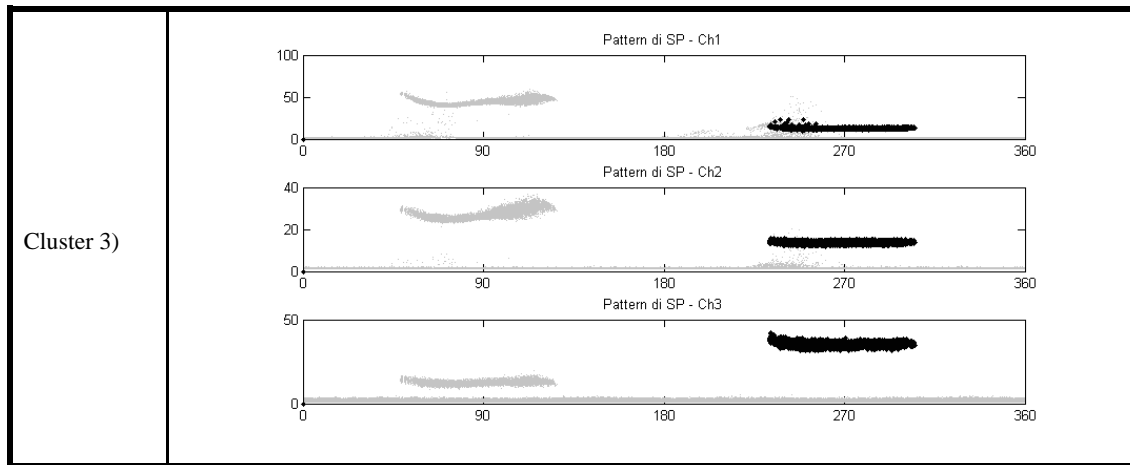 Cluster 3)
Pattern di SP - Ch1
100
50
0
0 90 180 270 360
Pattern di SP - Ch2
40
20
0
0 90 180 270 360
Pattern di SP - Ch3
50
0
0 90 180 270 360